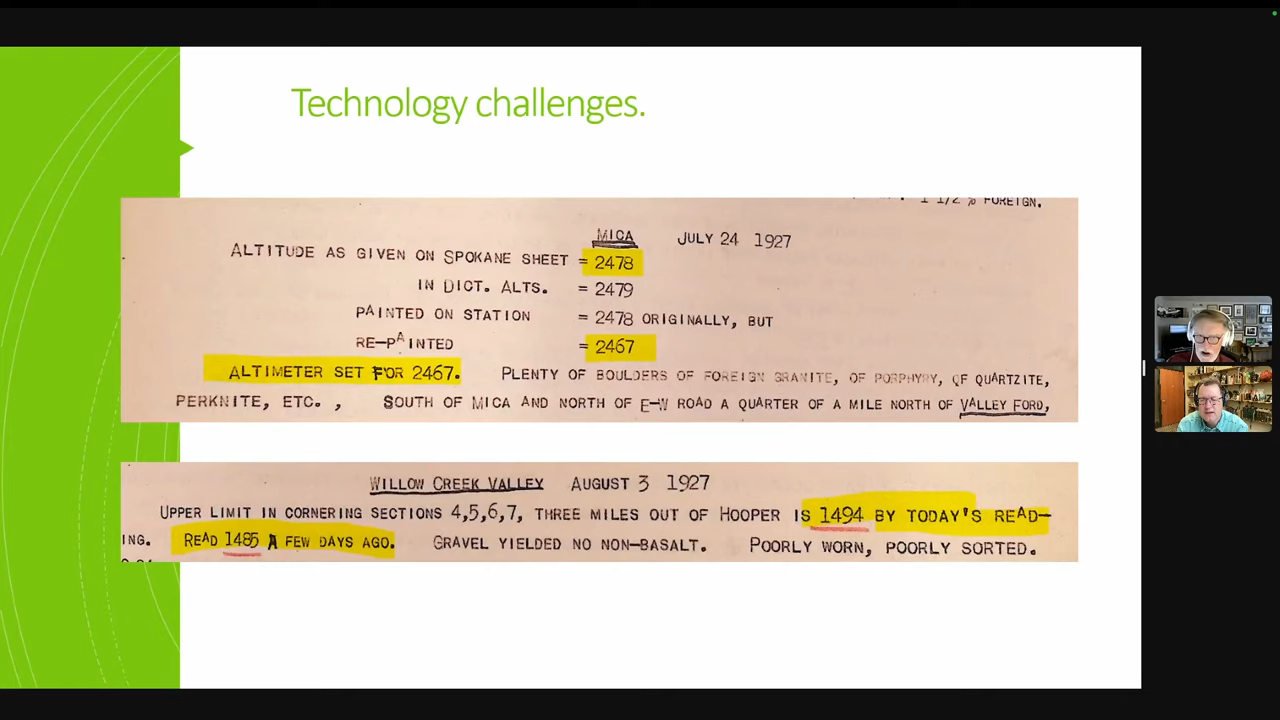 Technology challenges.
1 1/2 % FOREIGN.
MICA JULY 24 1927
ALTITUDE AS GIVEN ON SPOKANE SHEET = 2478
IN DICT. ALTS. = 2479
PAINTED ON STATION = 2478 ORIGINALLY, BUT
RE-PAINTED = 2467
ALTIMETER SET FOR 2467. PLENTY OF BOULDERS OF FOREIGN GRANITE, OF PORPHYRY, OF QUARTZITE,
PERKNITE, ETC., SOUTH OF MICA AND NORTH OF E-W ROAD A QUARTER OF A MILE NORTH OF VALLEY FORD,
WILLOW CREEK VALLEY AUGUST 3 1927
UPPER LIMIT IN CORNERING SECTIONS 4,5,6,7, THREE MILES OUT OF HOOPER IS 1494 BY TODAY'S READ-
ING. READ 1485 A FEW DAYS AGO. GRAVEL YIELDED NO NON-BASALT. POORLY WORN, POORLY SORTED.